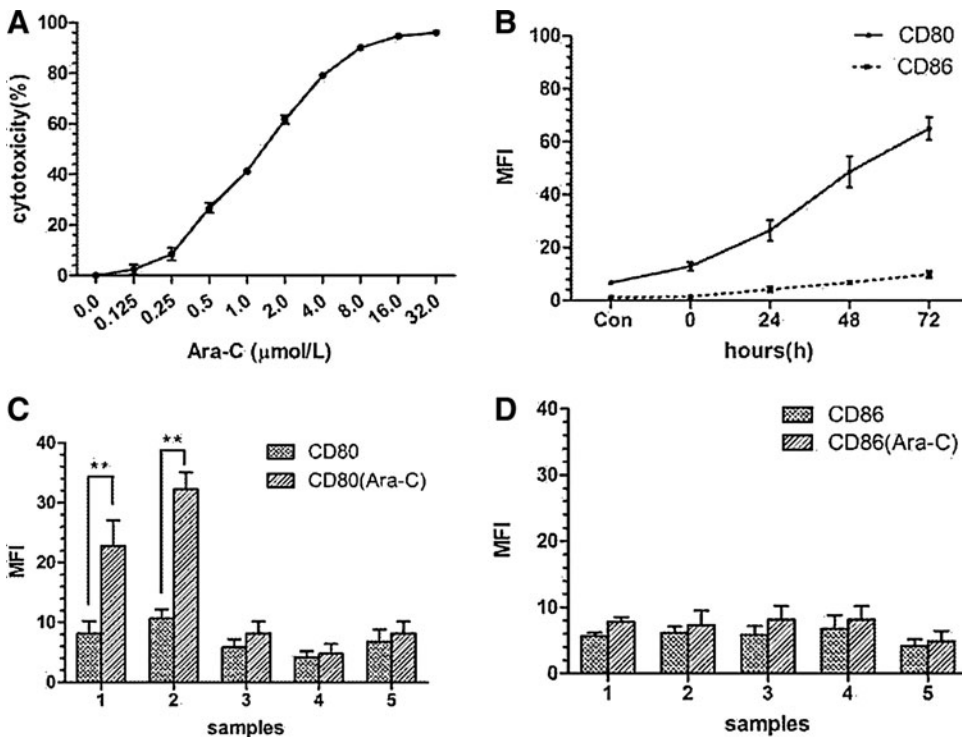 A
cytotoxicity(%)
100
80
60
40
20
0
0.0 0.125 0.25 0.5 1.0 2.0 4.0 8.0 16.0 32.0
Ara-C (μmol/L)
B
MFI
100
80
60
40
20
0
CD80
CD86
Con 0 24 48 72
hours(h)
C
MFI
40
30
20
10
0
** **
CD80
CD80(Ara-C)
1 2 3 4 5
samples
D
MFI
40
30
20
10
0
CD86
CD86(Ara-C)
1 2 3 4 5
samples